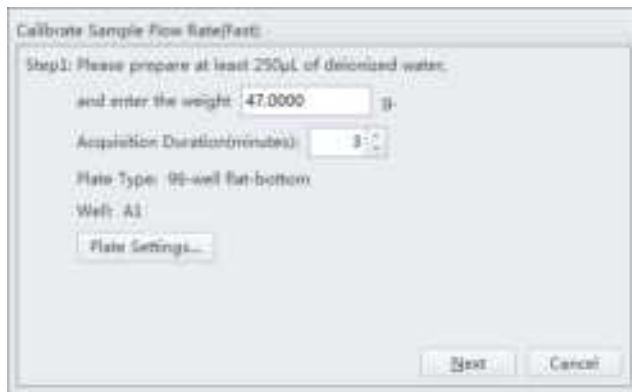 Calibrate Sample Flow Rate(Fast)
Step1: Please prepare at least 250µL of deionized water,
and enter the weight 47.0000 g.
Acquisition Duration(minutes): 3
Plate Type: 96-well flat-bottom
Well: A1
Plate Settings...
Next Cancel